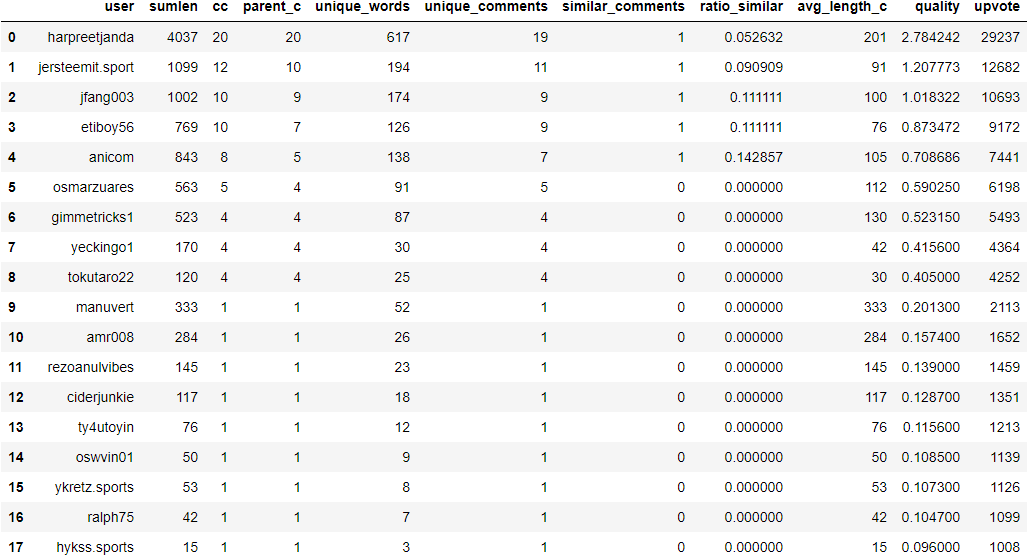 user sumlen cc parent_c unique_words unique_comments similar_comments ratio_similar avg_length_c quality upvote
0 harpreetjanda 4037 20 20 617 19 1 0.052632 201 2.784242 29237
1 jersteemit.sport 1099 12 10 194 11 1 0.090909 91 1.207773 12682
2 jfang003 1002 10 9 174 9 1 0.111111 100 1.018322 10693
3 etiboy56 769 10 7 126 9 1 0.111111 76 0.873472 9172
4 anicom 843 8 5 138 7 1 0.142857 105 0.708686 7441
5 osmarzuares 563 5 4 91 5 0 0.000000 112 0.590250 6198
6 gimmetricks1 523 4 4 87 4 0 0.000000 130 0.523150 5493
7 yeckingo1 170 4 4 30 4 0 0.000000 42 0.415600 4364
8 tokutaro22 120 4 4 25 4 0 0.000000 30 0.405000 4252
9 manuvert 333 1 1 52 1 0 0.000000 333 0.201300 2113
10 amr008 284 1 1 26 1 0 0.000000 284 0.157400 1652
11 rezoanulvibes 145 1 1 23 1 0 0.000000 145 0.139000 1459
12 ciderjunkie 117 1 1 18 1 0 0.000000 117 0.128700 1351
13 ty4utoyin 76 1 1 12 1 0 0.000000 76 0.115600 1213
14 oswvin01 50 1 1 9 1 0 0.000000 50 0.108500 1139
15 ykretz.sports 53 1 1 8 1 0 0.000000 53 0.107300 1126
16 ralph75 42 1 1 7 1 0 0.000000 42 0.104700 1099
17 hykss.sports 15 1 1 3 1 0 0.000000 15 0.096000 1008